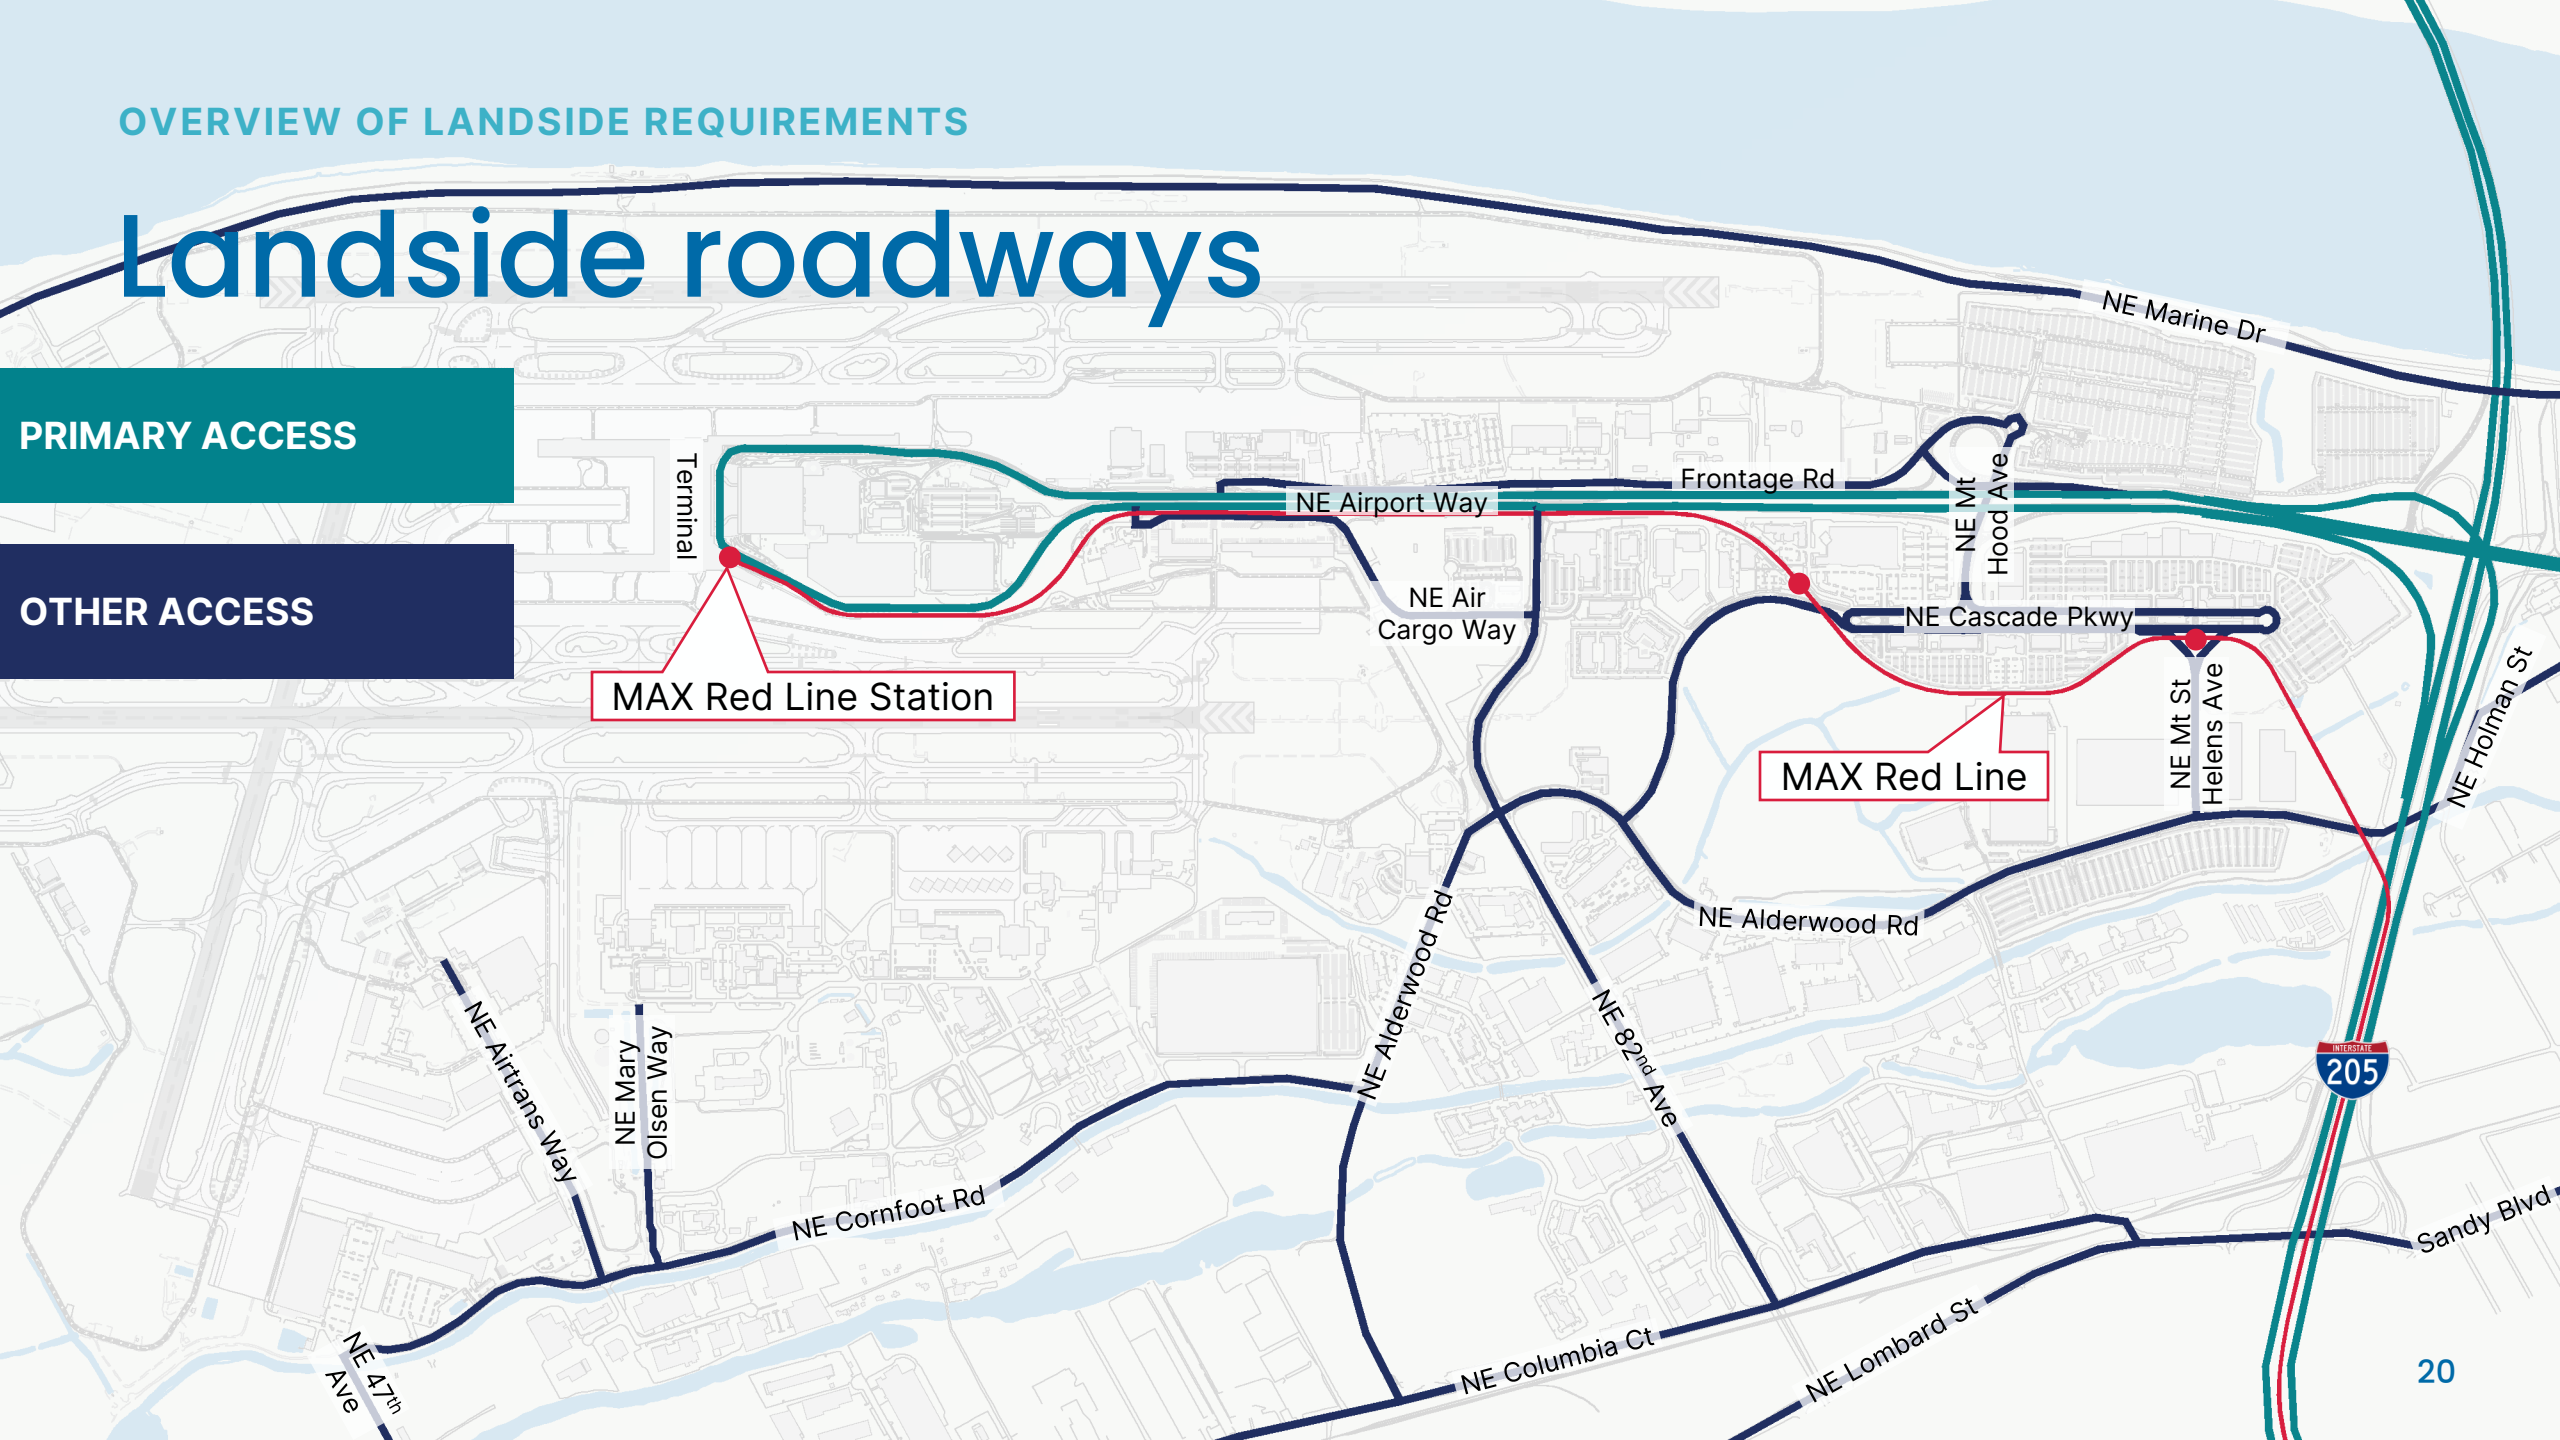 OVERVIEW OF LANDSIDE REQUIREMENTS
Landside roadways
NE Marine Dr
PRIMARY ACCESS
OTHER ACCESS
Terminal
NE Airport Way
Frontage Rd
NE Mt
Hood Ave
NE Air
Cargo Way
NE Cascade Pkwy
MAX Red Line Station
MAX Red Line
NE Mt St
Helens Ave
NE Holman St
NE Alderwood Rd
NE Alderwood Rd
NE 82nd Ave
NE Airtrans Way
NE Mary
Olsen Way
NE Cornfoot Rd
INTERSTATE
205
Sandy Blvd
NE 47th
Ave
NE Columbia Ct
NE Lombard St
20